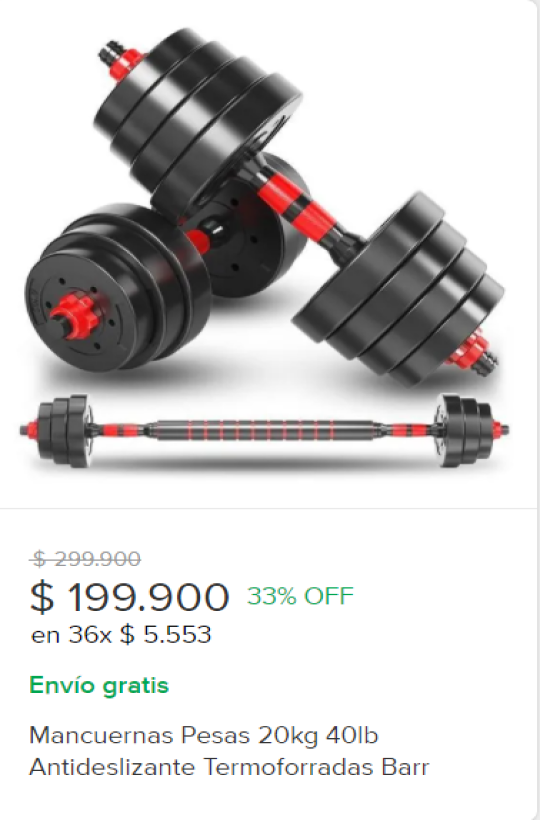 $ 299.900
$ 199.900 33% OFF
en 36x $ 5.553
Envío gratis
Mancuernas Pesas 20kg 40lb
Antideslizante Termoforradas Barr